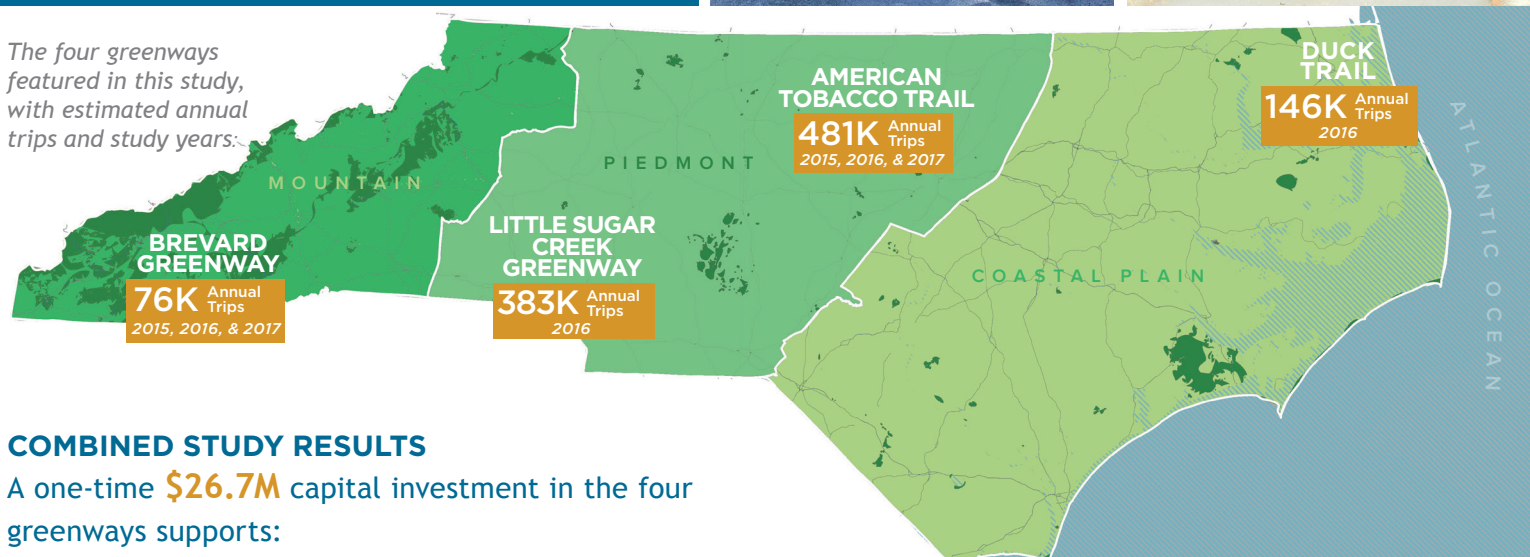 The four greenways
featured in this study,
with estimated annual
trips and study years:
MOUNTAIN
BREVARD
GREENWAY
76K Annual Trips
2015, 2016, & 2017
PIEDMONT
LITTLE SUGAR
CREEK
GREENWAY
383K Annual Trips
2016
AMERICAN
TOBACCO TRAIL
481K Annual Trips
2015, 2016, & 2017
DUCK
TRAIL
146K Annual Trips
2016
COASTAL PLAIN
ATLANTIC OCEAN
COMBINED STUDY RESULTS
A one-time $26.7M capital investment in the four
greenways supports: